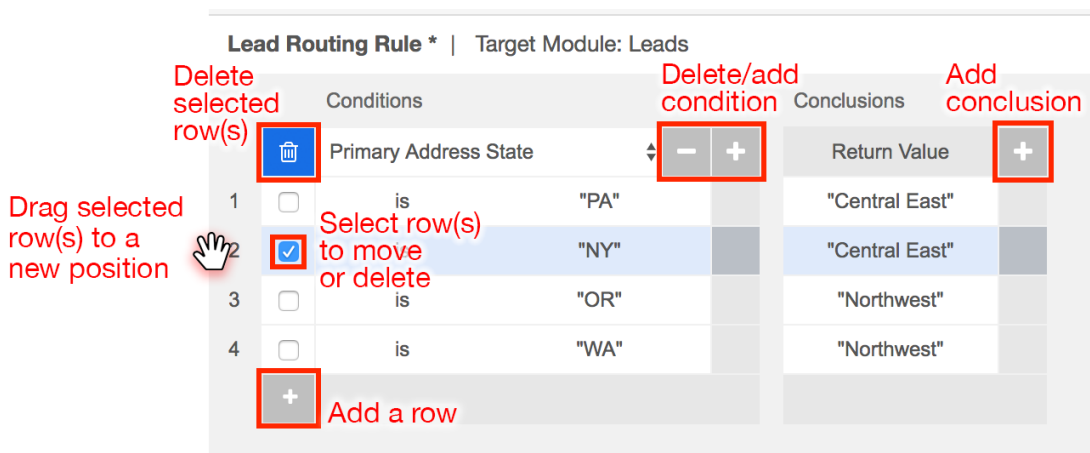 Lead Routing Rule * | Target Module: Leads
Delete
selected
row(s)
Conditions
Delete/add
condition
Conclusions
Add
conclusion
Primary Address State
Return Value
1 is "PA" "Central East"
Drag selected
row(s) to a
new position
Select row(s)
to move
or delete
2 "NY" "Central East"
3 is "OR" "Northwest"
4 is "WA" "Northwest"
Add a row